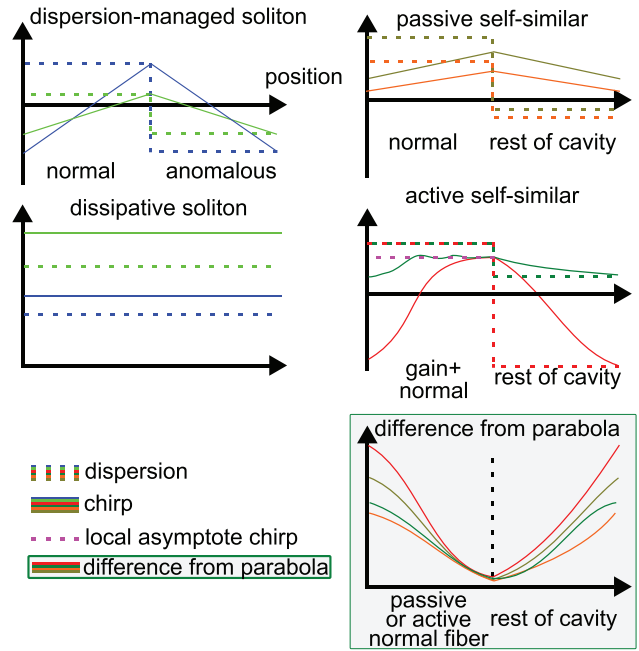 dispersion-managed soliton
position
normal
anomalous
passive self-similar
normal
rest of cavity
dissipative soliton
active self-similar
gain+
normal
rest of cavity
dispersion
chirp
local asymptote chirp
difference from parabola
difference from parabola
passive
or active
normal fiber
rest of cavity